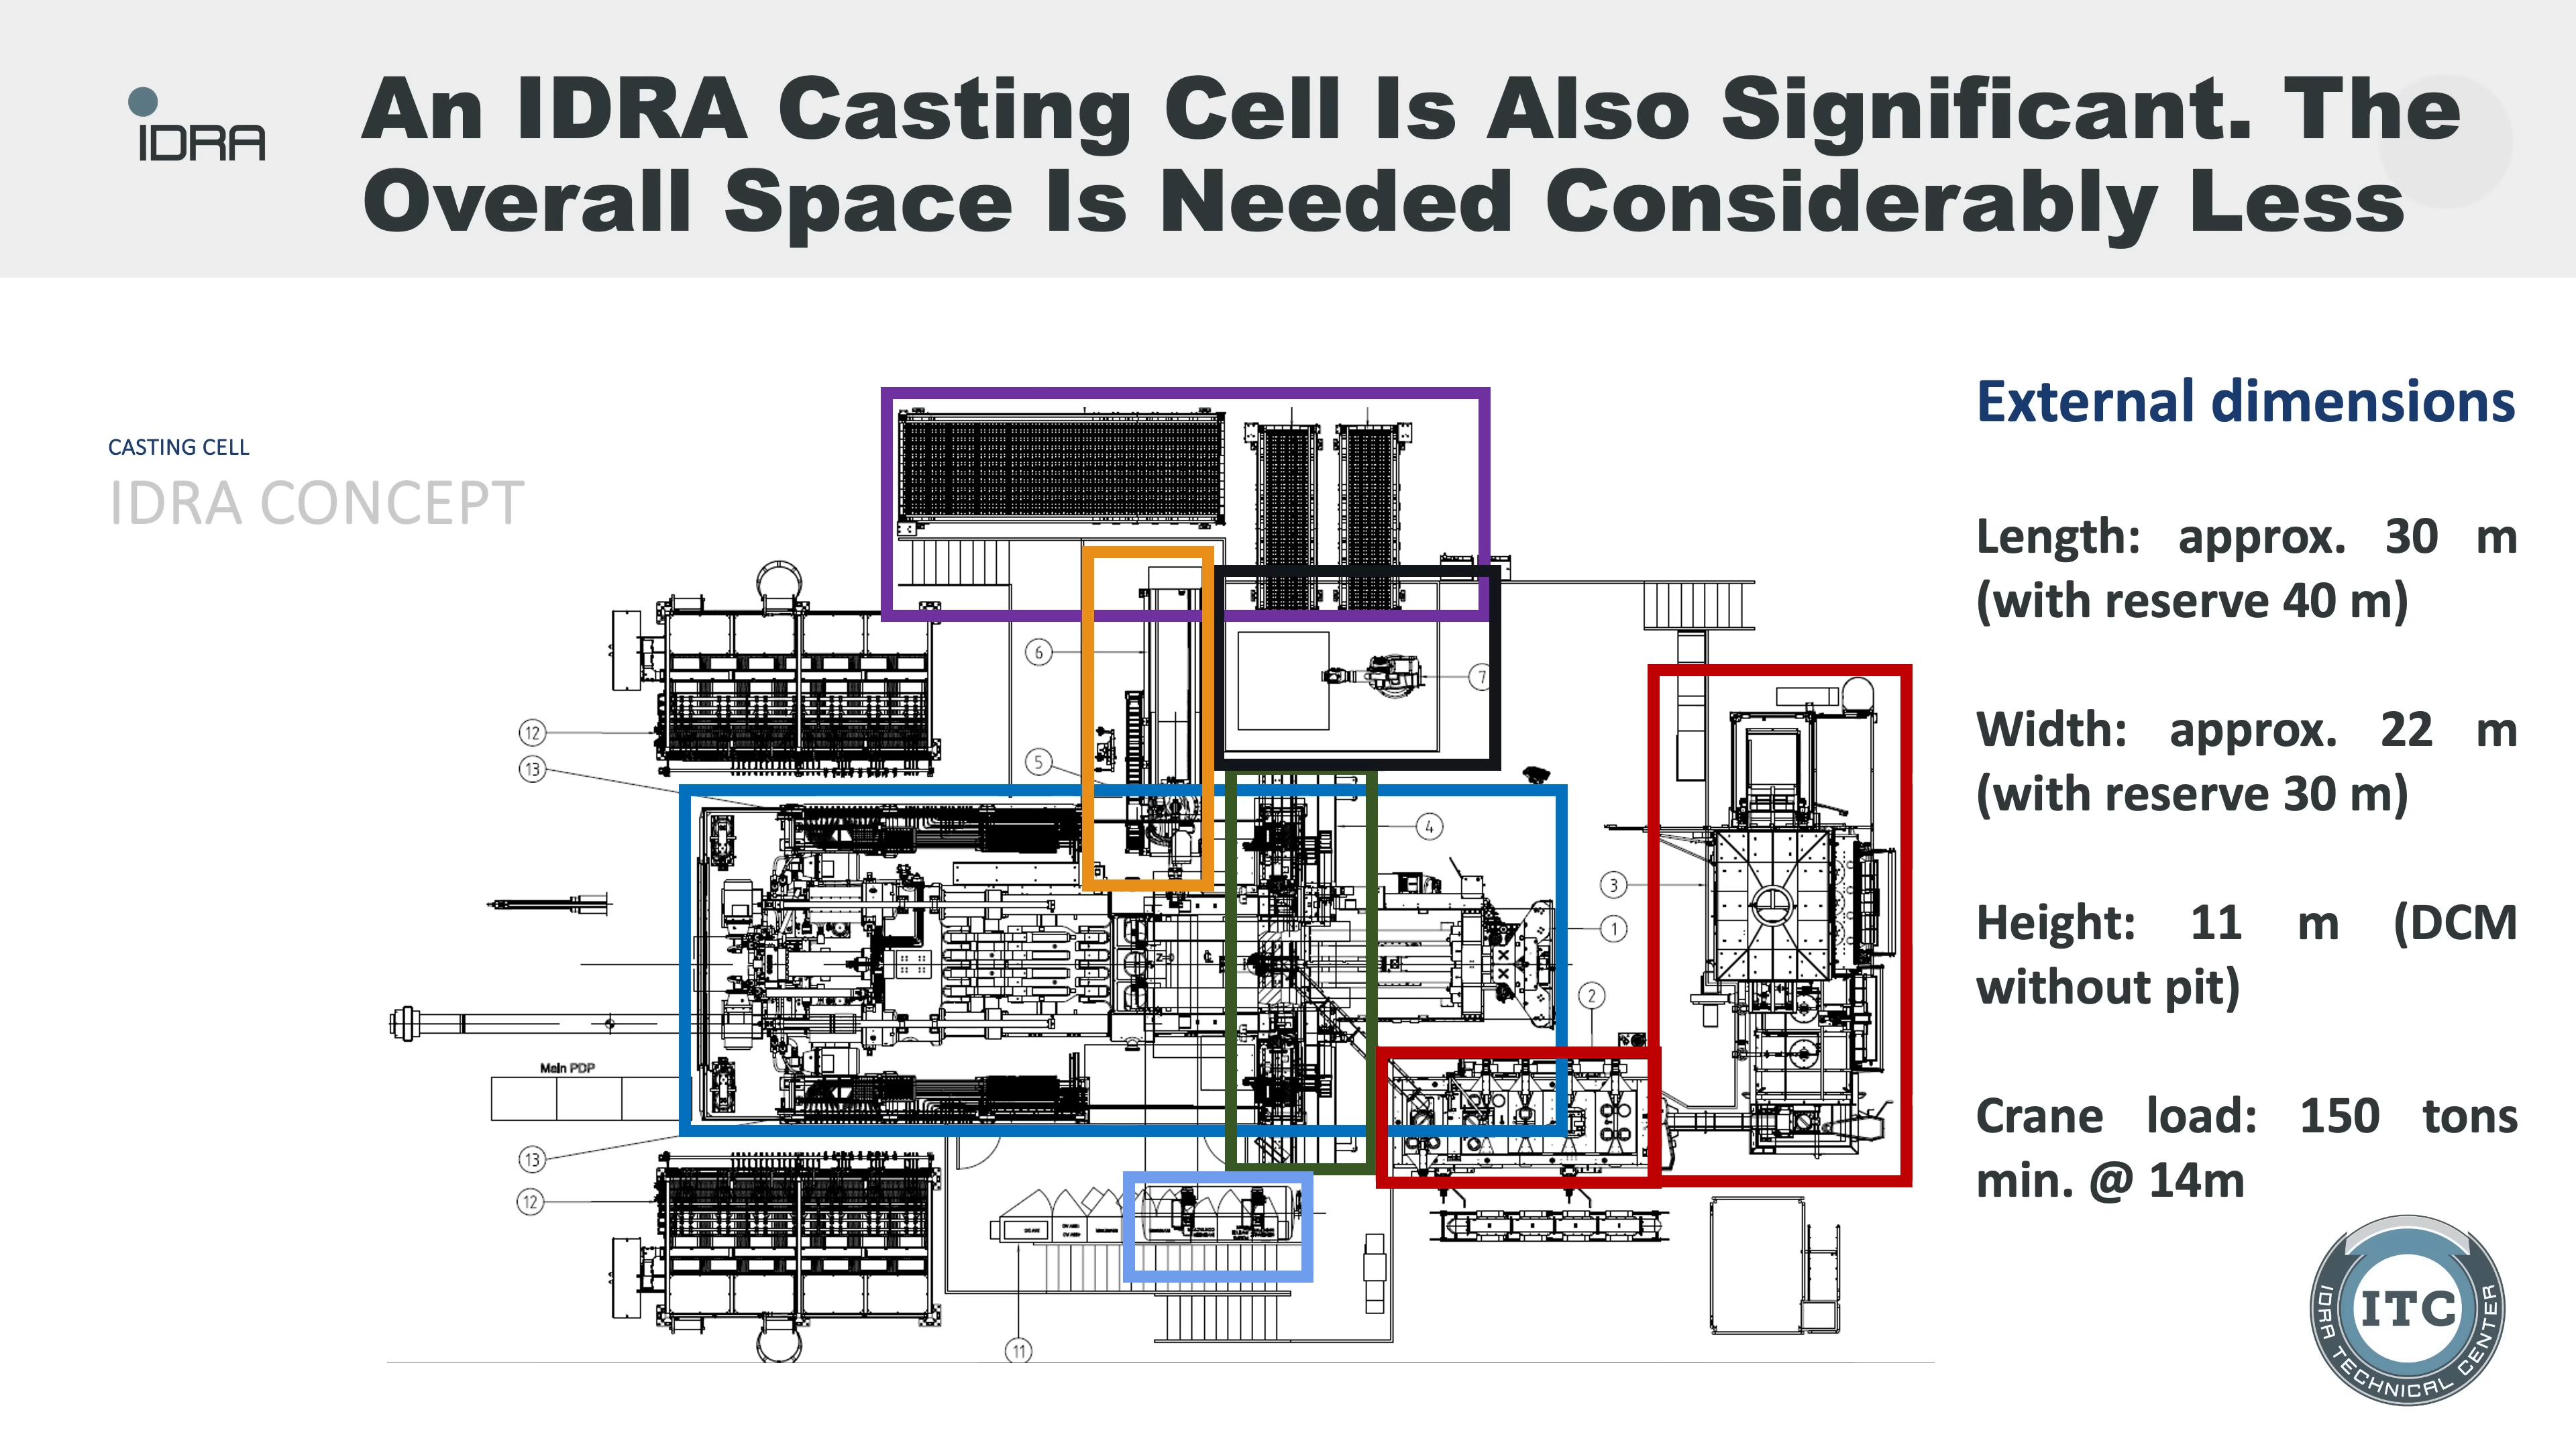 IDRA
An IDRA Casting Cell Is Also Significant. The
Overall Space Is Needed Considerably Less
CASTING CELL
IDRA CONCEPT
External dimensions
Length: approx. 30 m
(with reserve 40 m)
Width: approx. 22 m
(with reserve 30 m)
Height: 11 m (DCM
without pit)
Crane load: 150 tons
min. @ 14m
6
7
12
13
5
4
3
1
2
Main PDP
13
12
11
ITC
IDRA TECHNICAL CENTER